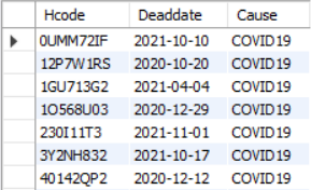 Hcode Deaddate Cause
0UMM72IF 2021-10-10 COVID19
12P7W1RS 2020-10-20 COVID19
1GU713G2 2021-04-04 COVID19
1O568U03 2020-12-29 COVID19
230I11T3 2021-11-01 COVID19
3Y2NH832 2021-10-17 COVID19
40142QP2 2020-12-12 COVID19